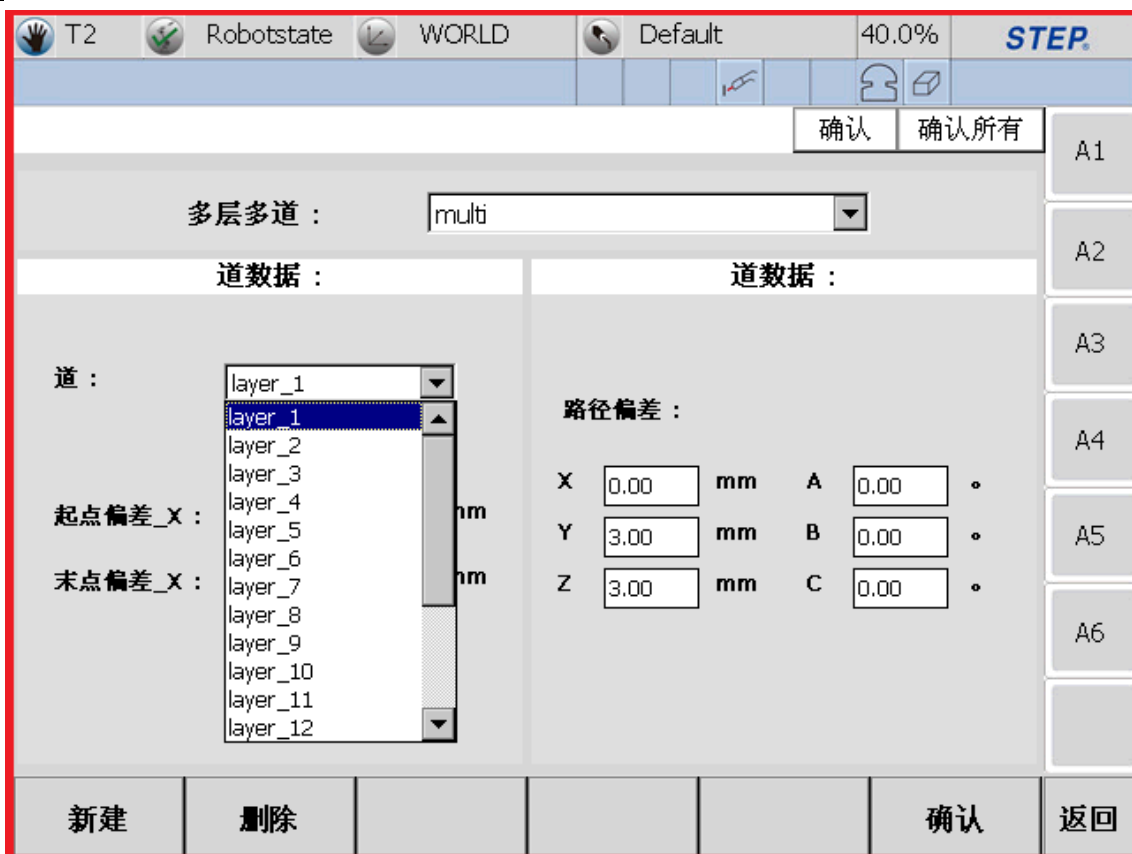 T2 Robotstate WORLD Default 40.0% STEP
确认 确认所有
A1
多层多道： multi
A2
道数据： 道数据：
A3
道： layer_1
layer_1
路径偏差：
layer_2
A4
layer_3
X 0.00 mm A 0.00 °
layer_4
起点偏差_X：
layer_5
Y 3.00 mm B 0.00 °
A5
layer_6
末点偏差_X：
layer_7
Z 3.00 mm C 0.00 °
layer_8
A6
layer_9
layer_10
layer_11
layer_12
新建 删除 确认 返回